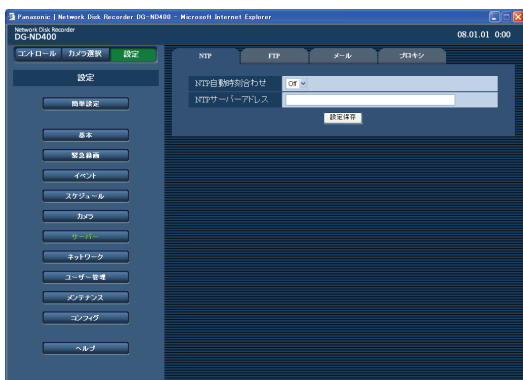 Panasonic | Network Disk Recorder DG-ND400 - Microsoft Internet Explorer
Network Disk Recorder
DG-ND400
08.01.01 0:00
コントロール カメラ選択 設定
NTP FTP メール プロキシ
設定
NTP自動時刻合わせ Off
NTPサーバーアドレス
設定保存
簡単設定
基本
緊急録画
イベント
スケジュール
カメラ
サーバー
ネットワーク
ユーザー管理
メンテナンス
コンフィグ
ヘルプ